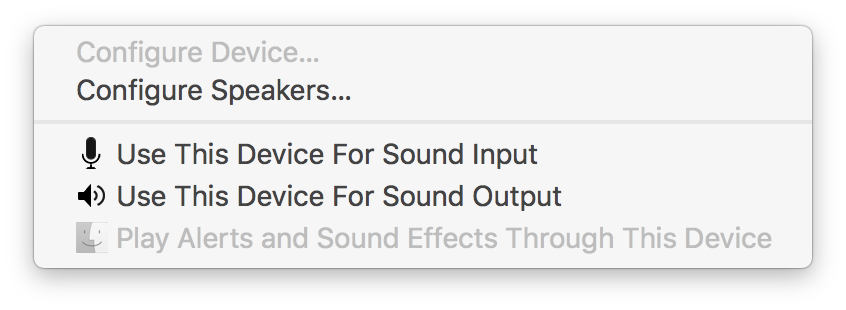 Configure Device...
Configure Speakers...
Use This Device For Sound Input
Use This Device For Sound Output
Play Alerts and Sound Effects Through This Device